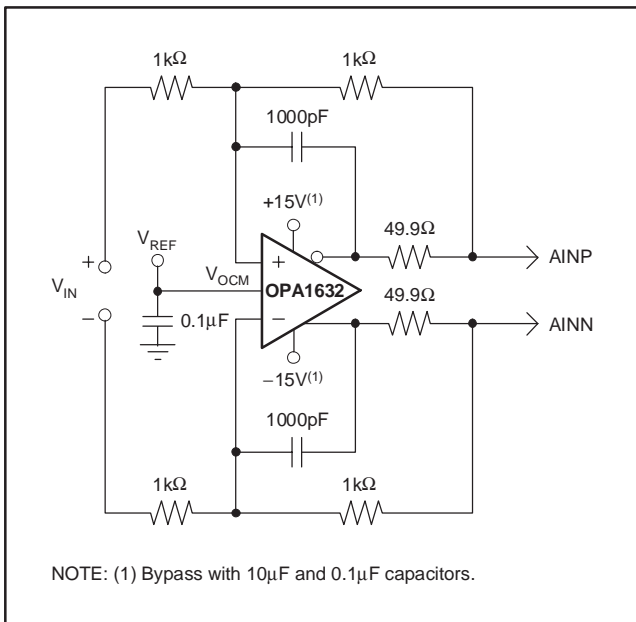 1kΩ 1kΩ
1000pF
+15V(1)
49.9Ω
VREF
AINP
+
VIN
−
VOCM
+
OPA1632
−
0.1µF
49.9Ω
AINN
−15V(1)
1000pF
1kΩ 1kΩ
NOTE: (1) Bypass with 10µF and 0.1µF capacitors.